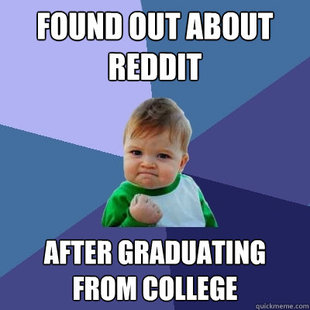 FOUND OUT ABOUT
REDDIT
AFTER GRADUATING
FROM COLLEGE
quickmeme.com